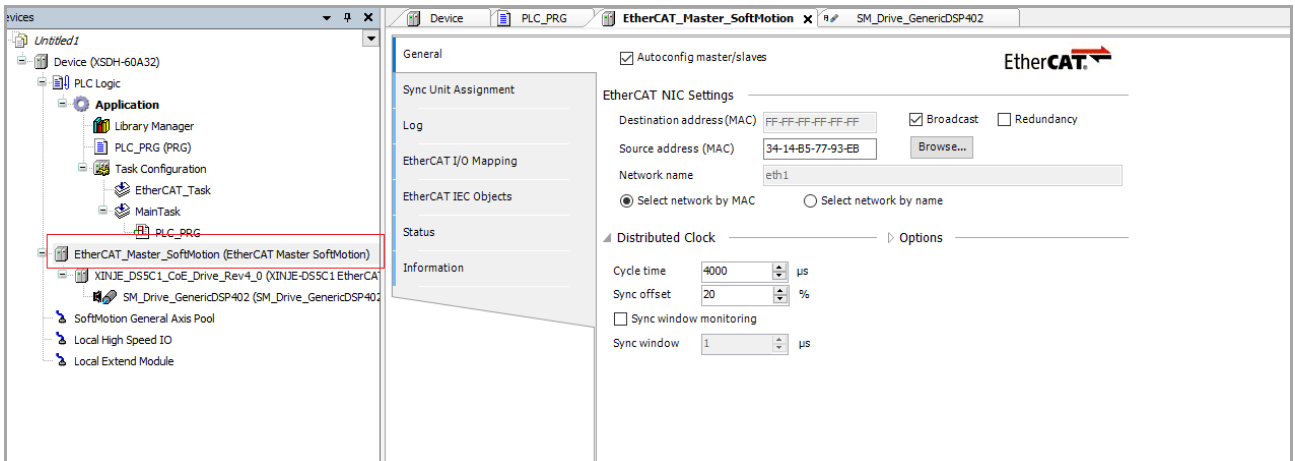 evices
Untitled1
Device (XSDH-60A32)
PLC Logic
Application
Library Manager
PLC_PRG (PRG)
Task Configuration
EtherCAT_Task
MainTask
PLC_PRG
EtherCAT_Master_SoftMotion (EtherCAT Master SoftMotion)
XINJE_DS5C1_CoE_Drive_Rev4_0 (XINJE-DS5C1 EtherCA
SM_Drive_GenericDSP402 (SM_Drive_GenericDSP402
SoftMotion General Axis Pool
Local High Speed IO
Local Extend Module
Device PLC_PRG EtherCAT_Master_SoftMotion SM_Drive_GenericDSP402
General
Sync Unit Assignment
Log
EtherCAT I/O Mapping
EtherCAT IEC Objects
Status
Information
Autoconfig master/slaves
EtherCAT.
EtherCAT NIC Settings
Destination address (MAC) FF-FF-FF-FF-FF-FF Broadcast Redundancy
Source address (MAC) 34-14-B5-77-93-EB Browse...
Network name eth1
Select network by MAC Select network by name
Distributed Clock Options
Cycle time 4000 µs
Sync offset 20 %
Sync window monitoring
Sync window 1 µs